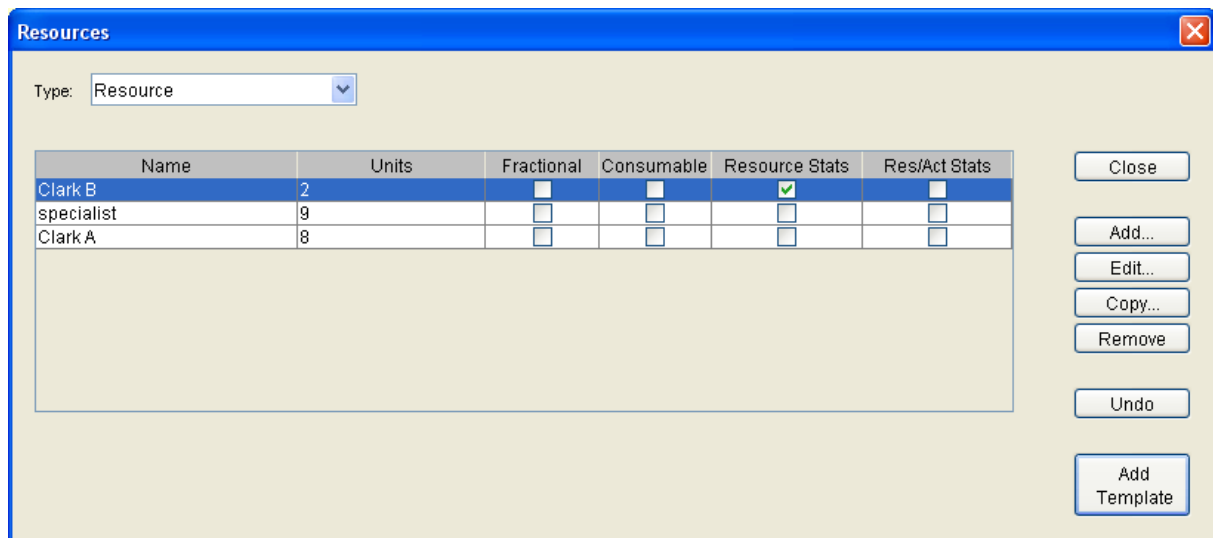 Resources
Type: Resource
Name Units Fractional Consumable Resource Stats Res/Act Stats
Clark B 2
specialist 9
Clark A 8
Close
Add...
Edit...
Copy...
Remove
Undo
Add
Template